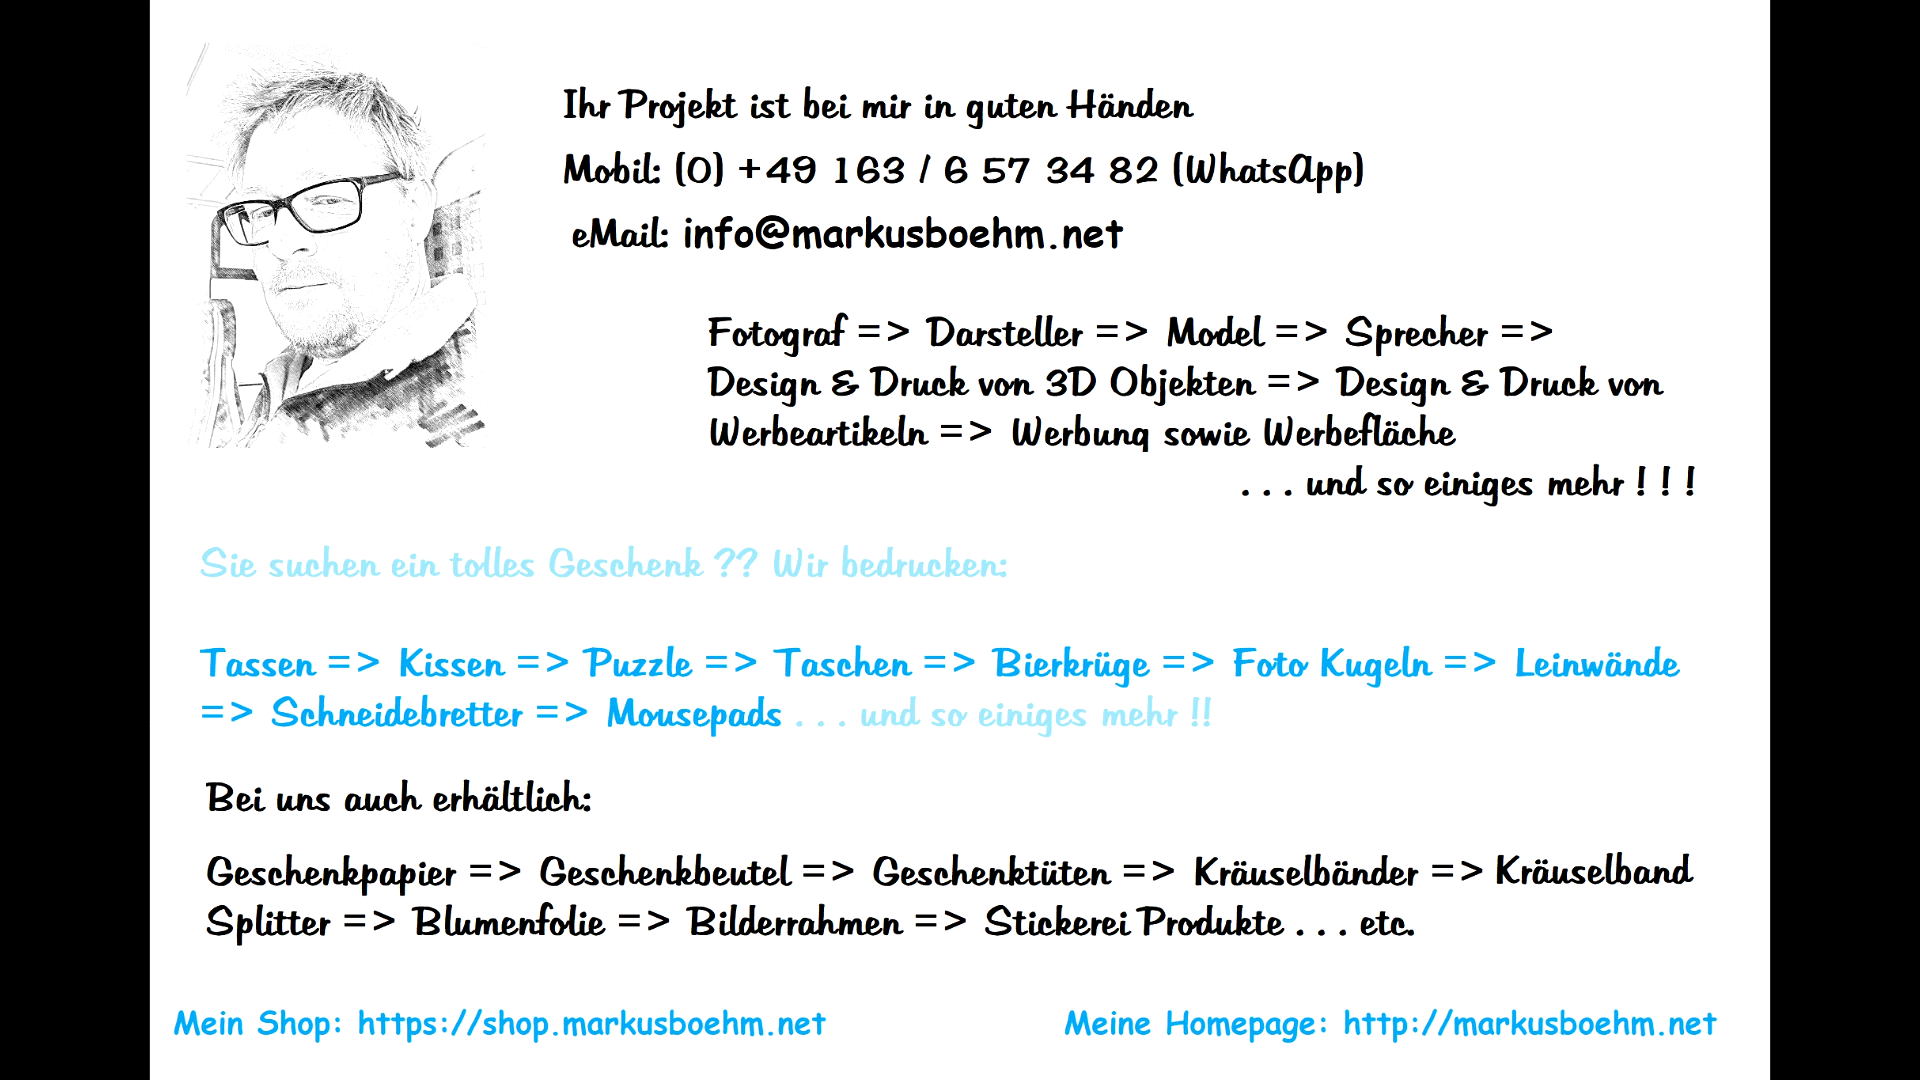 Ihr Projekt ist bei mir in guten Händen
Mobil: (0) +49 163 / 6 57 34 82 (WhatsApp)
eMail: info@markusboehm.net
Fotograf => Darsteller => Model => Sprecher =>
Design & Druck von 3D Objekten => Design & Druck von
Werbeartikeln => Werbung sowie Werbefläche
. . . und so einiges mehr ! ! !
Sie suchen ein tolles Geschenk ?? Wir bedrucken:
Tassen => Kissen => Puzzle => Taschen => Bierkrüge => Foto Kugeln => Leinwände
=> Schneidebretter => Mousepads . . . und so einiges mehr !!
Bei uns auch erhältlich:
Geschenkpapier => Geschenkbeutel => Geschenktüten => Kräuselbänder => Kräuselband
Splitter => Blumenfolie => Bilderrahmen => Stickerei Produkte . . . etc.
Mein Shop: https://shop.markusboehm.net
Meine Homepage: http://markusboehm.net